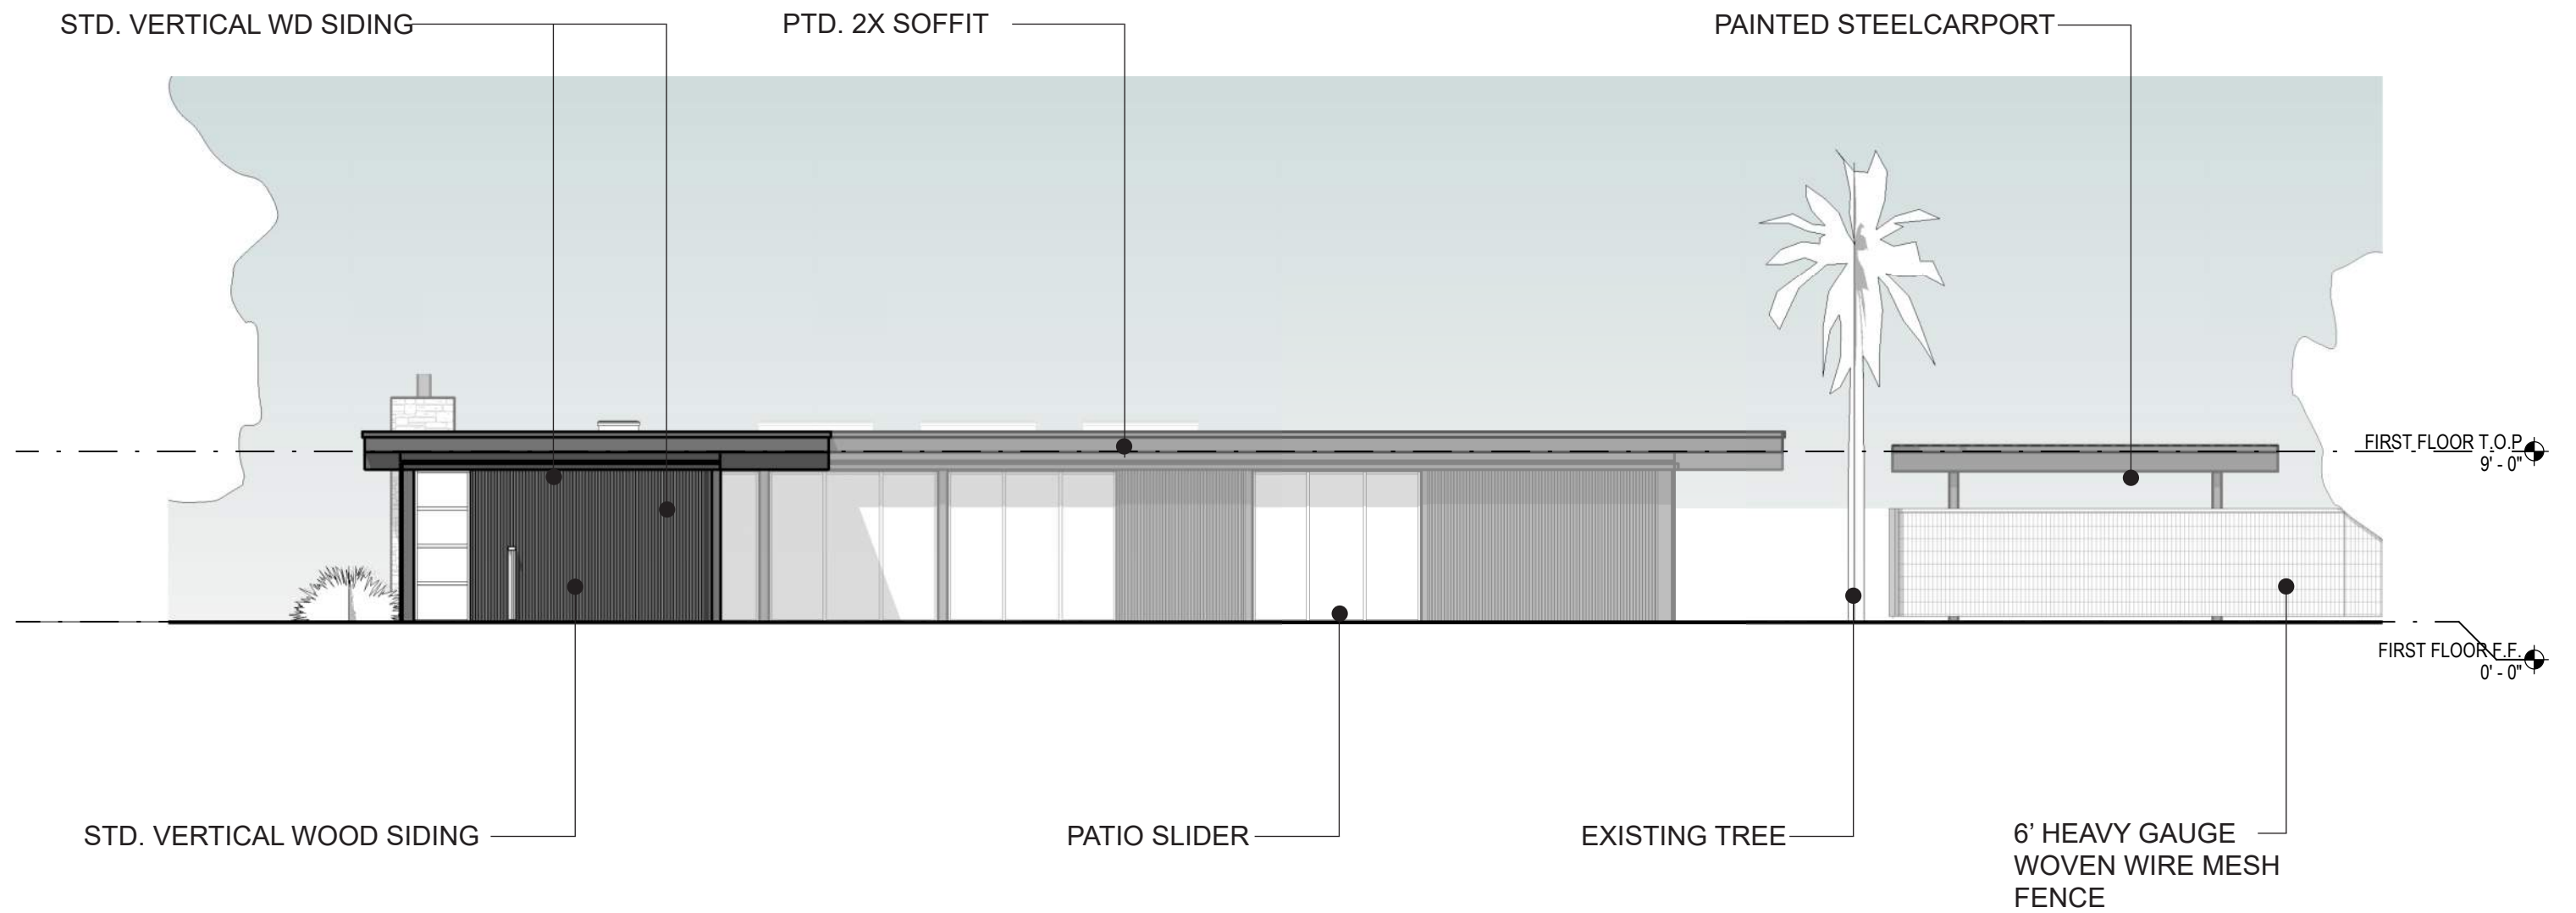 STD. VERTICAL WD SIDING
PTD. 2X SOFFIT
PAINTED STEELCARPORT
FIRST FLOOR T.O.P
9' - 0"
FIRST FLOOR F.F.
0' - 0"
STD. VERTICAL WOOD SIDING
PATIO SLIDER
EXISTING TREE
6’ HEAVY GAUGE
WOVEN WIRE MESH
FENCE